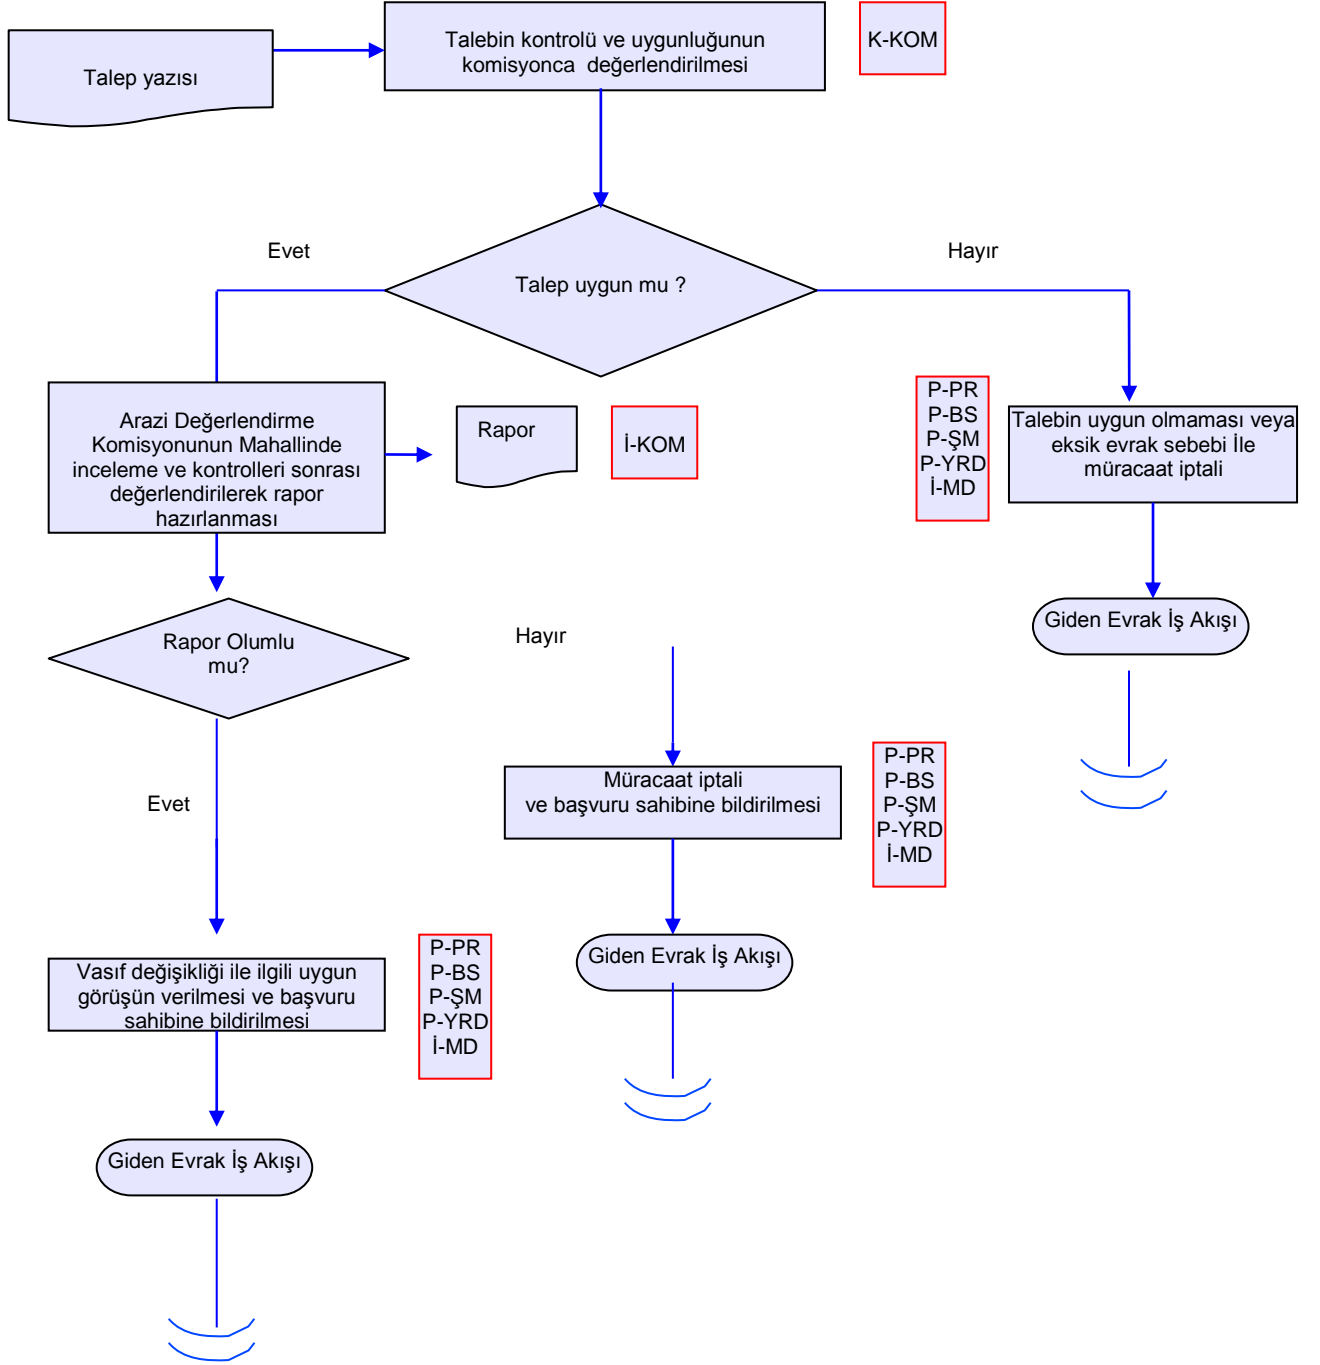 Talep yazısı
Talebin kontrolü ve uygunluğunun
komisyonca değerlendirilmesi
K-KOM
Evet
Hayır
Talep uygun mu ?
Arazi Değerlendirme
Komisyonunun Mahallinde
inceleme ve kontrolleri sonrası
değerlendirilerek rapor
hazırlanması
Rapor
İ-KOM
P-PR
P-BS
P-ŞM
P-YRD
İ-MD
Talebin uygun olmaması veya
eksik evrak sebebi İle
müracaat iptali
Giden Evrak İş Akışı
Rapor Olumlu
mu?
Hayır
Evet
Müracaat iptali
ve başvuru sahibine bildirilmesi
P-PR
P-BS
P-ŞM
P-YRD
İ-MD
Giden Evrak İş Akışı
Vasıf değişikliği ile ilgili uygun
görüşün verilmesi ve başvuru
sahibine bildirilmesi
P-PR
P-BS
P-ŞM
P-YRD
İ-MD
Giden Evrak İş Akışı